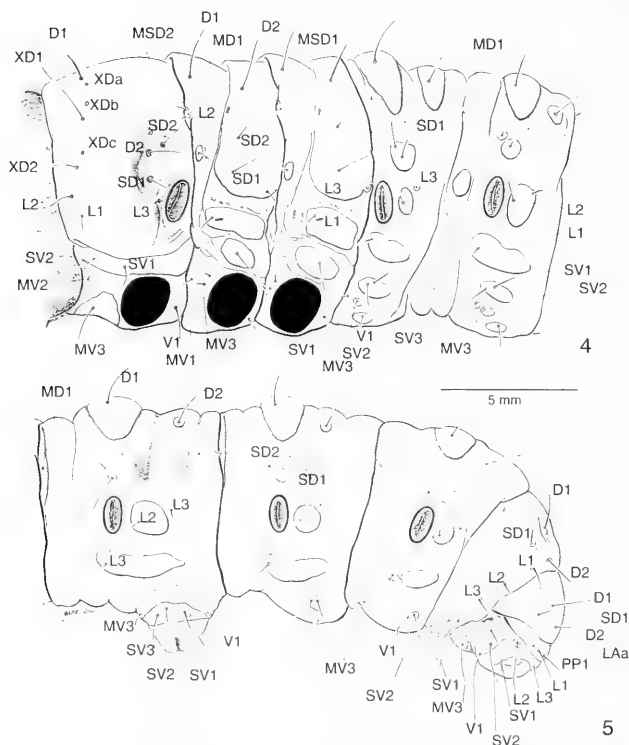 D1
MSD2
D1
MD1
D2
MSD1
MD1
XD1
XDa
XDb
L2
SD2
XDc
D2
SD2
SD1
XD2
SD1
SD1
L3
L3
L2
L1
L3
L1
L2
L1
SV2
SV1
SV1
SV2
MV2
MV3
V1
MV1
MV3
SV1
MV3
V1
SV2
SV3
MV3
4
5 mm
MD1
D1
D2
SD2
SD1
D1
L3
L2
SD1
L1
L2
D2
L3
L3
D1
SD1
D2
LAa
MV3
SV3
SV2
SV1
V1
MV3
V1
SV2
SV1
MV3
V1
SV2
SV1
L2
L3
L1
PP1
5